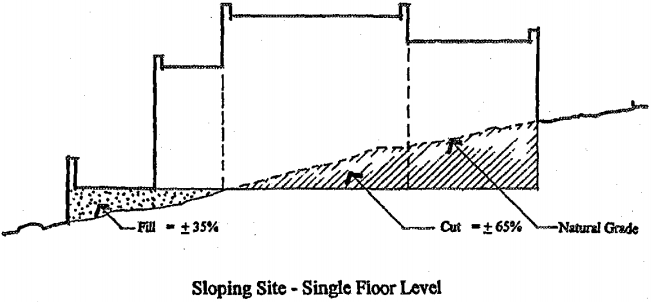 Fill = ±35%
Cut = ±65%
Natural Grade
Sloping Site - Single Floor Level